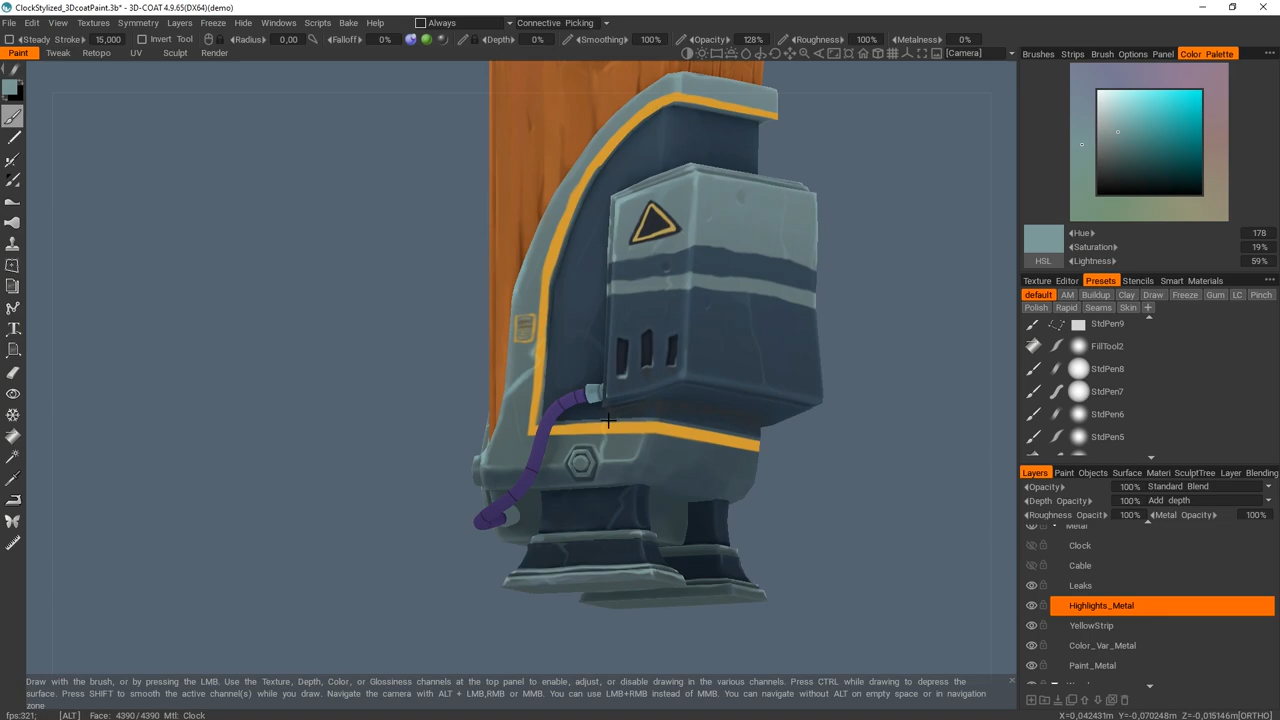 ClockStylized_3DcoatPaint.3b* - 3D-COAT 4.9.65(DX64)(demo)
File Edit View Textures Symmetry Layers Freeze Hide Windows Scripts Bake Help Always Connective Picking
Steady Stroke 15,000 Invert Tool Radius 0,00 Falloff 0% Depth 0% Smoothing 100% Opacity 128% Roughness 100% Metalness 0%
Paint Tweak Retopo UV Sculpt Render [Camera]
Brushes Strips Brush Options Panel Color Palette
Hue 178
Saturation 19%
HSL Lightness 59%
Texture Editor Presets Stencils Smart Materials
default AM Buildup Clay Draw Freeze Gum LC Pinch
Polish Rapid Seams Skin +
StdPen9
FillTool2
StdPen8
StdPen7
StdPen6
StdPen5
Layers Paint Objects Surface Materi SculptTree Layer Blending
Opacity 100% Standard Blend
Depth Opacity 100% Add depth
Roughness Opacit 100% Metal Opacity 100%
Metal
Clock
Cable
Leaks
Highlights_Metal
YellowStrip
Color_Var_Metal
Paint_Metal
Draw with the brush, or by pressing the LMB. Use the Texture, Depth, Color, or Glossiness channels at the top panel to enable, adjust, or disable drawing in the various channels. Press CTRL while drawing to depress the
surface. Press SHIFT to smooth the active channel(s) while you draw. Navigate the camera with ALT + LMB,RMB or MMB. You can use LMB+RMB instead of MMB. You can navigate without ALT on empty space or in navigation
zone
fps:321; [ALT] Face: 4390/4390 Mtl: Clock X=0,042431m Y=-0,070248m Z=-0,015146m[ORTHO]